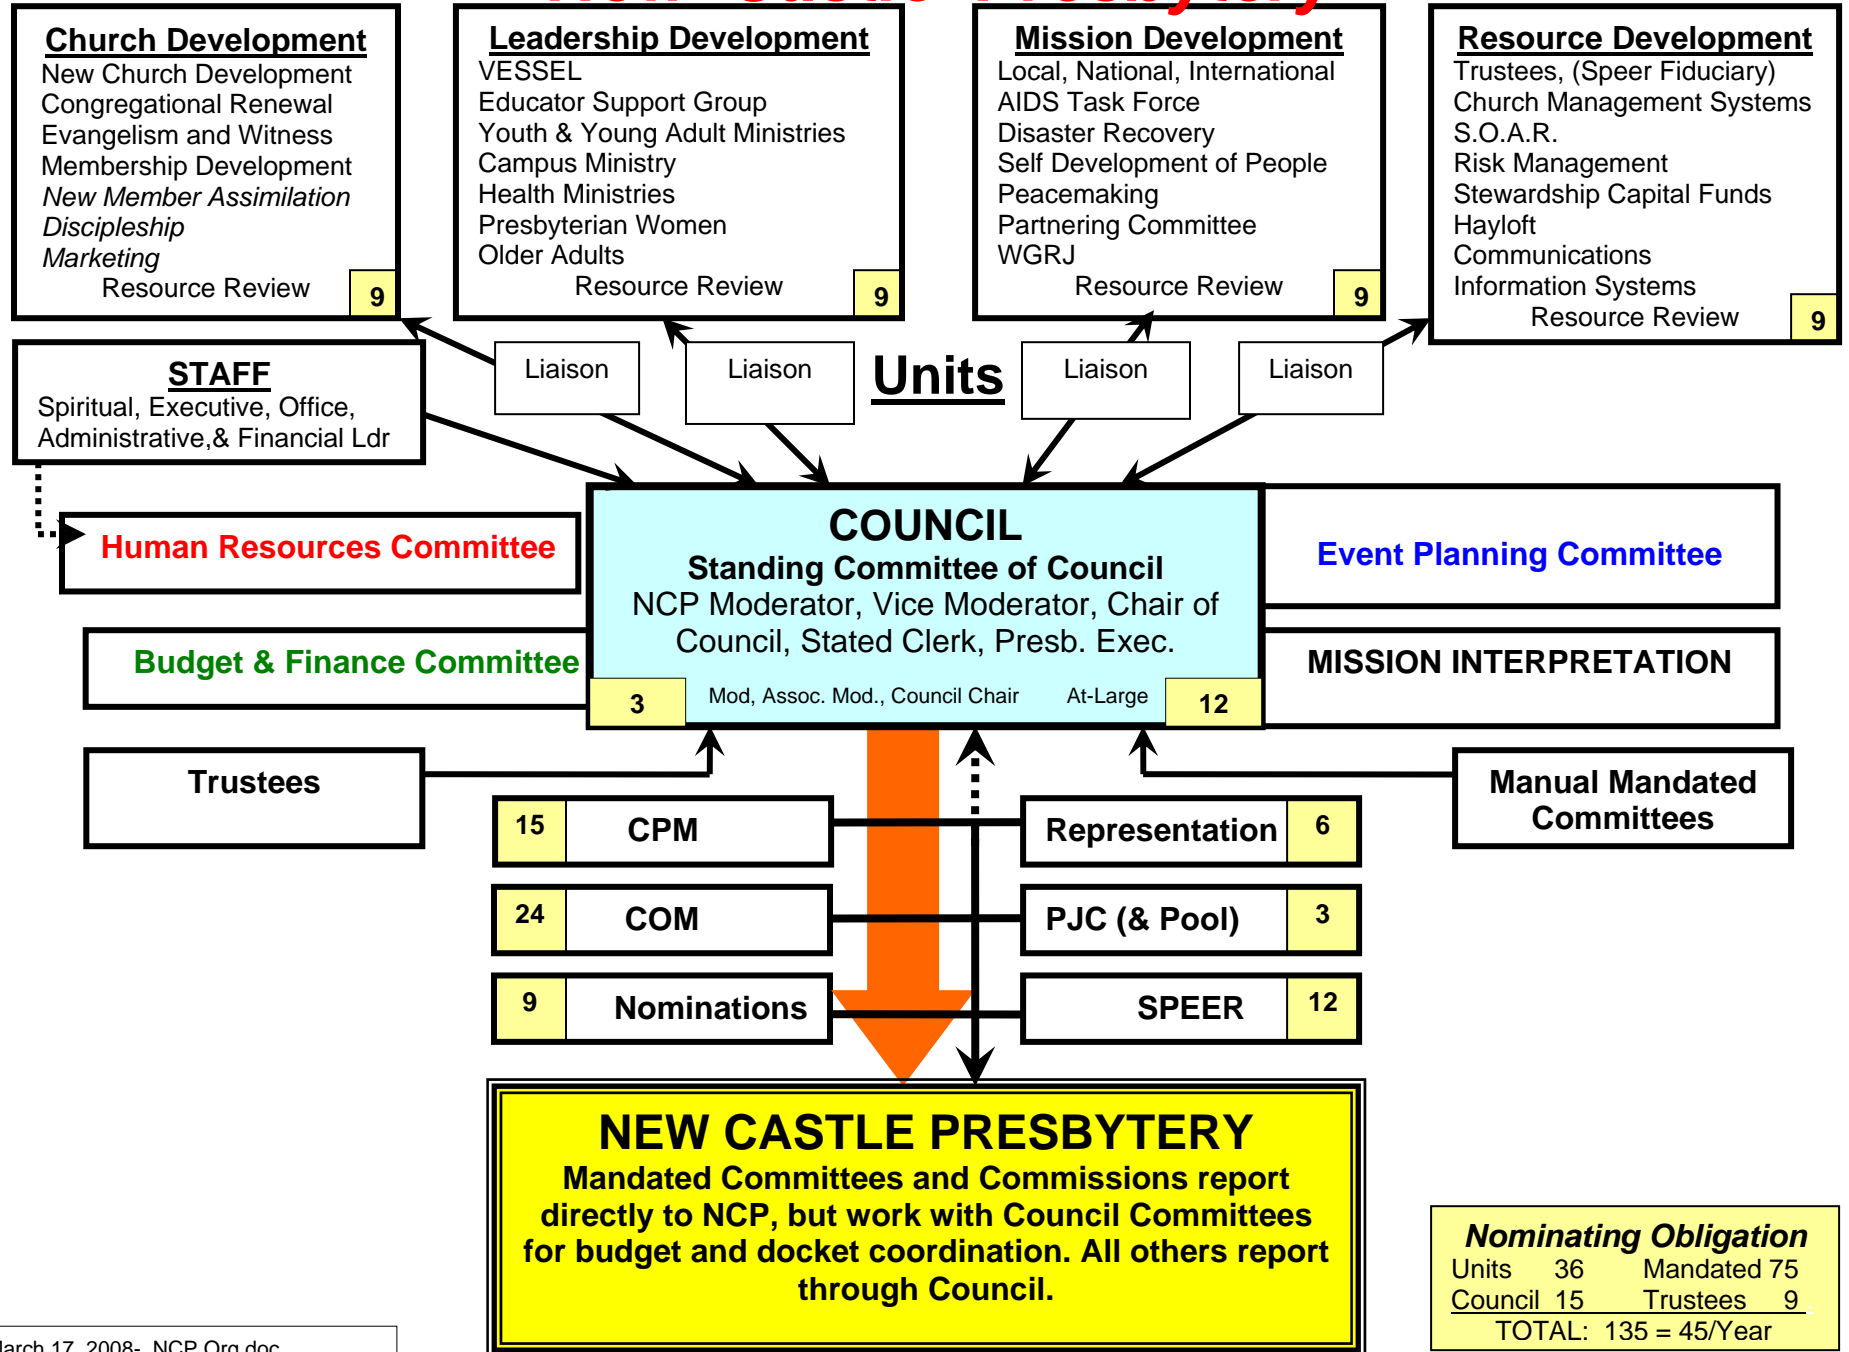 New Castle Presbytery
Church Development
New Church Development
Congregational Renewal
Evangelism and Witness
Membership Development
New Member Assimilation
Discipleship
Marketing
Resource Review
9
Leadership Development
VESSEL
Educator Support Group
Youth & Young Adult Ministries
Campus Ministry
Health Ministries
Presbyterian Women
Older Adults
Resource Review
9
Mission Development
Local, National, International
AIDS Task Force
Disaster Recovery
Self Development of People
Peacemaking
Partnering Committee
WGRJ
Resource Review
9
Resource Development
Trustees, (Speer Fiduciary)
Church Management Systems
S.O.A.R.
Risk Management
Stewardship Capital Funds
Hayloft
Communications
Information Systems
Resource Review
9
STAFF
Spiritual, Executive, Office,
Administrative,& Financial Ldr
Liaison
Liaison
Units
Liaison
Liaison
Human Resources Committee
Budget & Finance Committee
COUNCIL
Standing Committee of Council
NCP Moderator, Vice Moderator, Chair of
Council, Stated Clerk, Presb. Exec.
3 Mod, Assoc. Mod., Council Chair At-Large 12
Event Planning Committee
MISSION INTERPRETATION
Trustees
Manual Mandated
Committees
15 CPM
Representation 6
24 COM
PJC (& Pool) 3
9 Nominations
SPEER 12
NEW CASTLE PRESBYTERY
Mandated Committees and Commissions report
directly to NCP, but work with Council Committees
for budget and docket coordination. All others report
through Council.
Nominating Obligation
Units 36 Mandated 75
Council 15 Trustees 9
TOTAL: 135 = 45/Year
March 17, 2008- NCP Org.doc